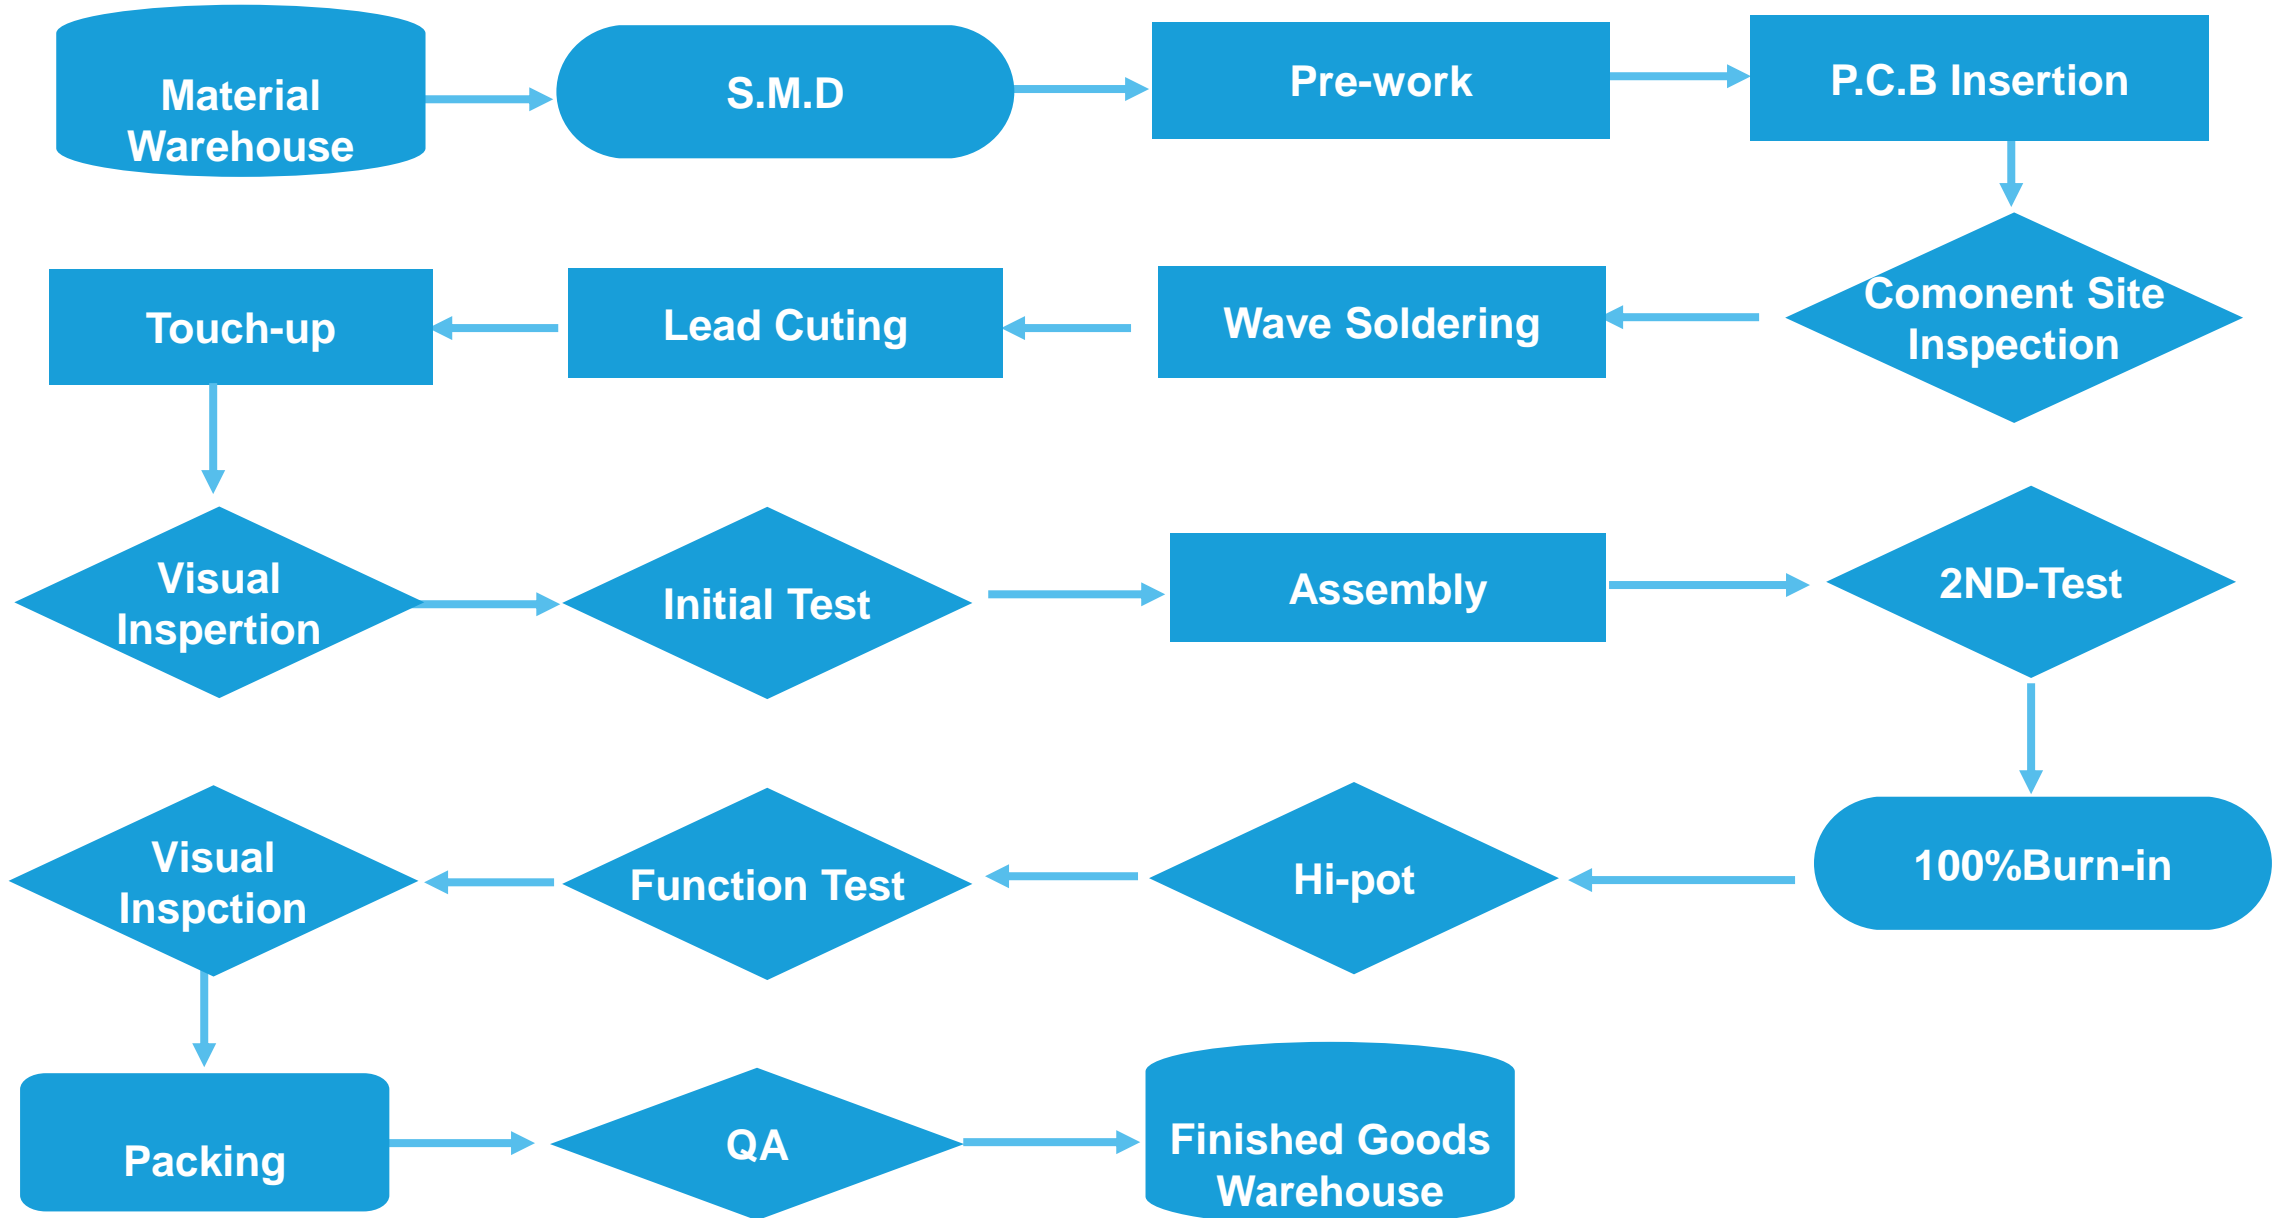 Material
Warehouse
S.M.D
Pre-work
P.C.B Insertion
Touch-up
Lead Cuting
Wave Soldering
Comonent Site
Inspection
Visual
Inspertion
Initial Test
Assembly
2ND-Test
Visual
Inspction
Function Test
Hi-pot
100%Burn-in
Packing
QA
Finished Goods
Warehouse